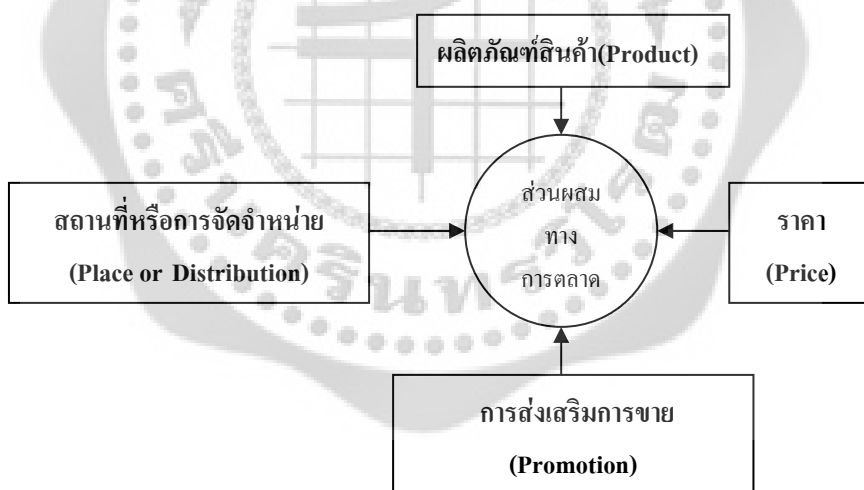 ผลิตภัณฑ์สินค้า(Product)
ส่วนผสม
ทาง
การตลาด
สถานที่หรือการจัดจำหน่าย
(Place or Distribution)
ราคา
(Price)
การส่งเสริมการขาย
(Promotion)